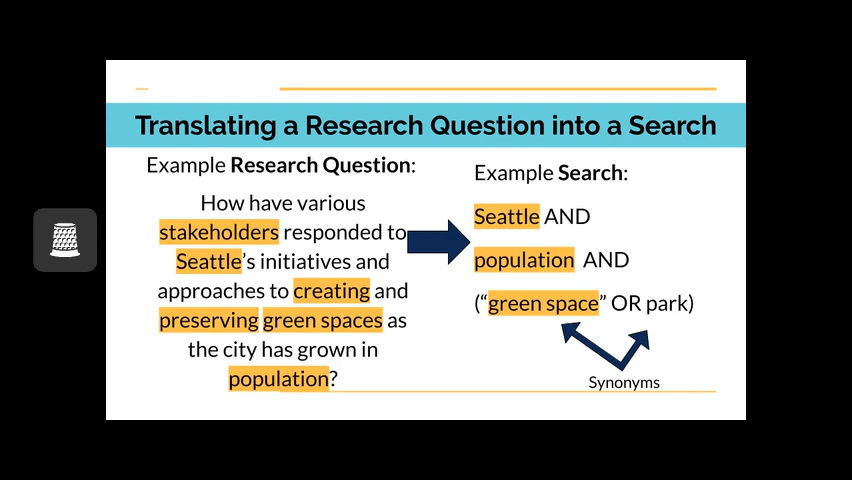 Translating a Research Question into a Search
Example Research Question:
How have various
stakeholders responded to
Seattle's initiatives and
approaches to creating and
preserving green spaces as
the city has grown in
population?
Example Search:
Seattle AND
population AND
(“green space” OR park)
Synonyms